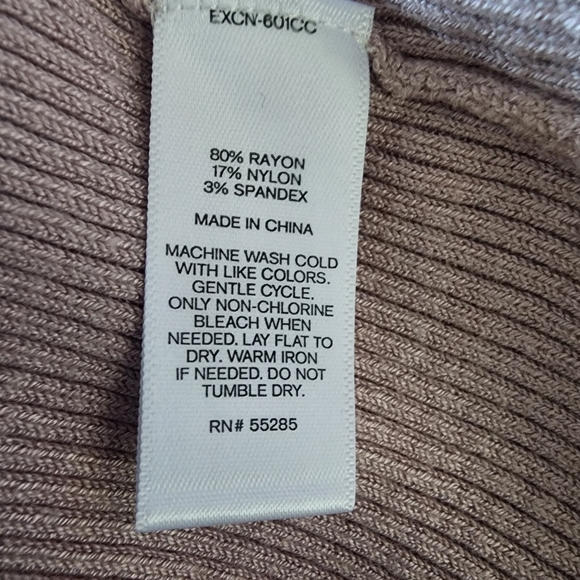 EXCN-601CC
80% RAYON
17% NYLON
3% SPANDEX
MADE IN CHINA
MACHINE WASH COLD
WITH LIKE COLORS.
GENTLE CYCLE.
ONLY NON-CHLORINE
BLEACH WHEN
NEEDED. LAY FLAT TO
DRY. WARM IRON
IF NEEDED. DO NOT
TUMBLE DRY.
RN# 55285